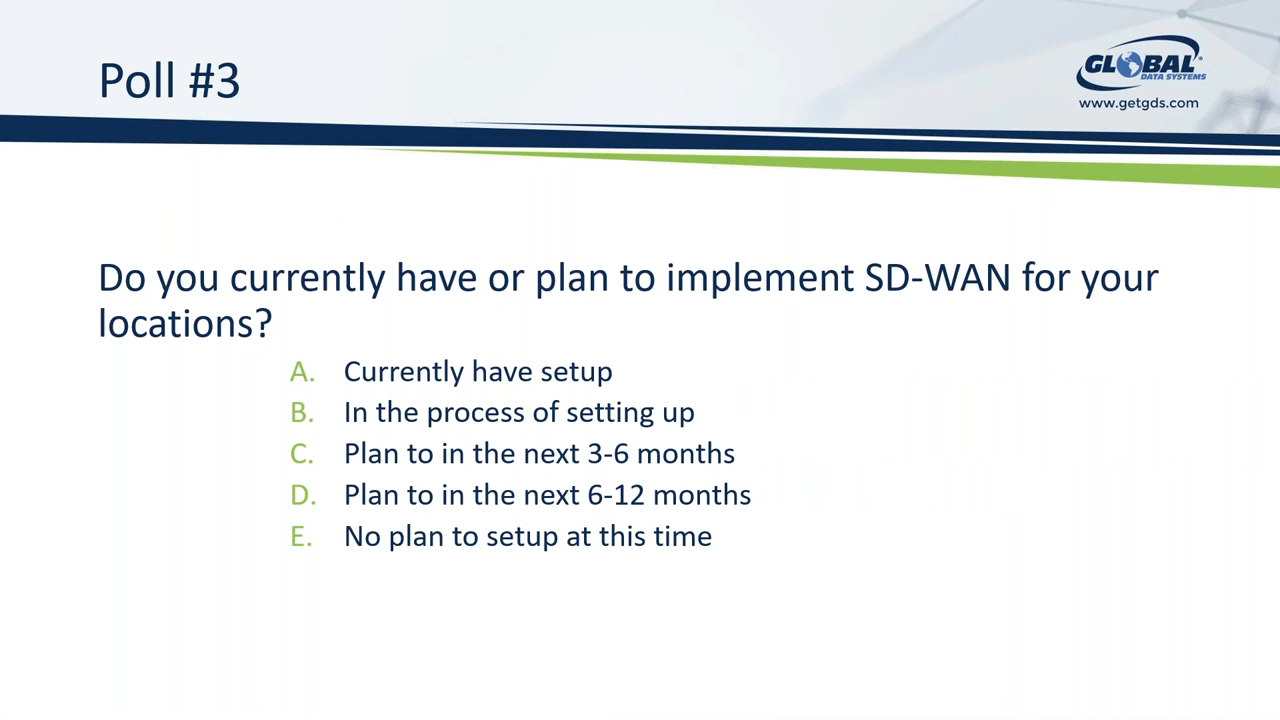 Poll #3
GLOBAL
DATA SYSTEMS
www.getgds.com
Do you currently have or plan to implement SD-WAN for your
locations?
A. Currently have setup
B. In the process of setting up
C. Plan to in the next 3-6 months
D. Plan to in the next 6-12 months
E. No plan to setup at this time